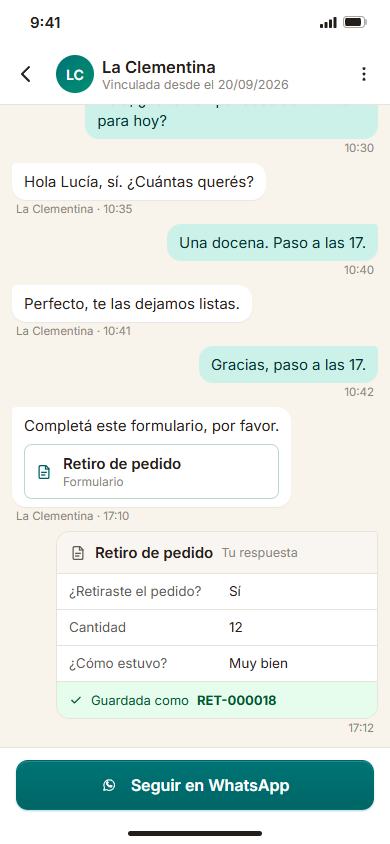 9:41
LC
La Clementina
Vinculada desde el 20/09/2026
para hoy?
10:30
Hola Lucía, sí. ¿Cuántas querés?
La Clementina · 10:35
Una docena. Paso a las 17.
10:40
Perfecto, te las dejamos listas.
La Clementina · 10:41
Gracias, paso a las 17.
10:42
Completá este formulario, por favor.
Retiro de pedido
Formulario
La Clementina · 17:10
Retiro de pedido Tu respuesta
¿Retiraste el pedido? Sí
Cantidad 12
¿Cómo estuvo? Muy bien
Guardada como RET-000018
17:12
Seguir en WhatsApp